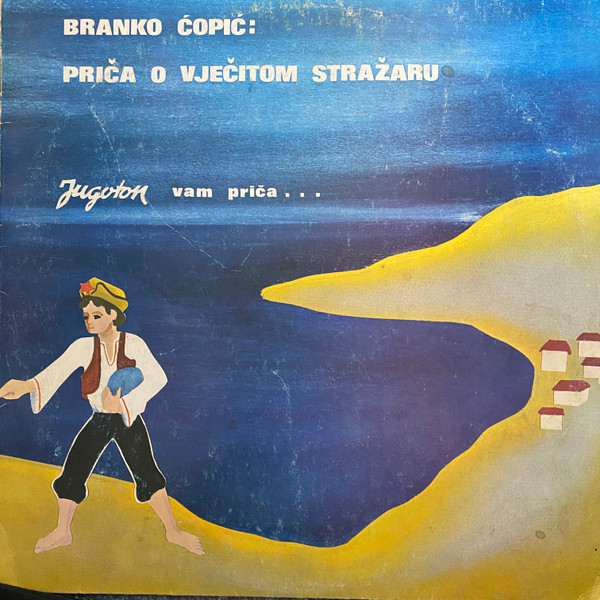 BRANKO ĆOPIĆ:
PRIČA O VJEČITOM STRAŽARU
Jugoton vam priča...